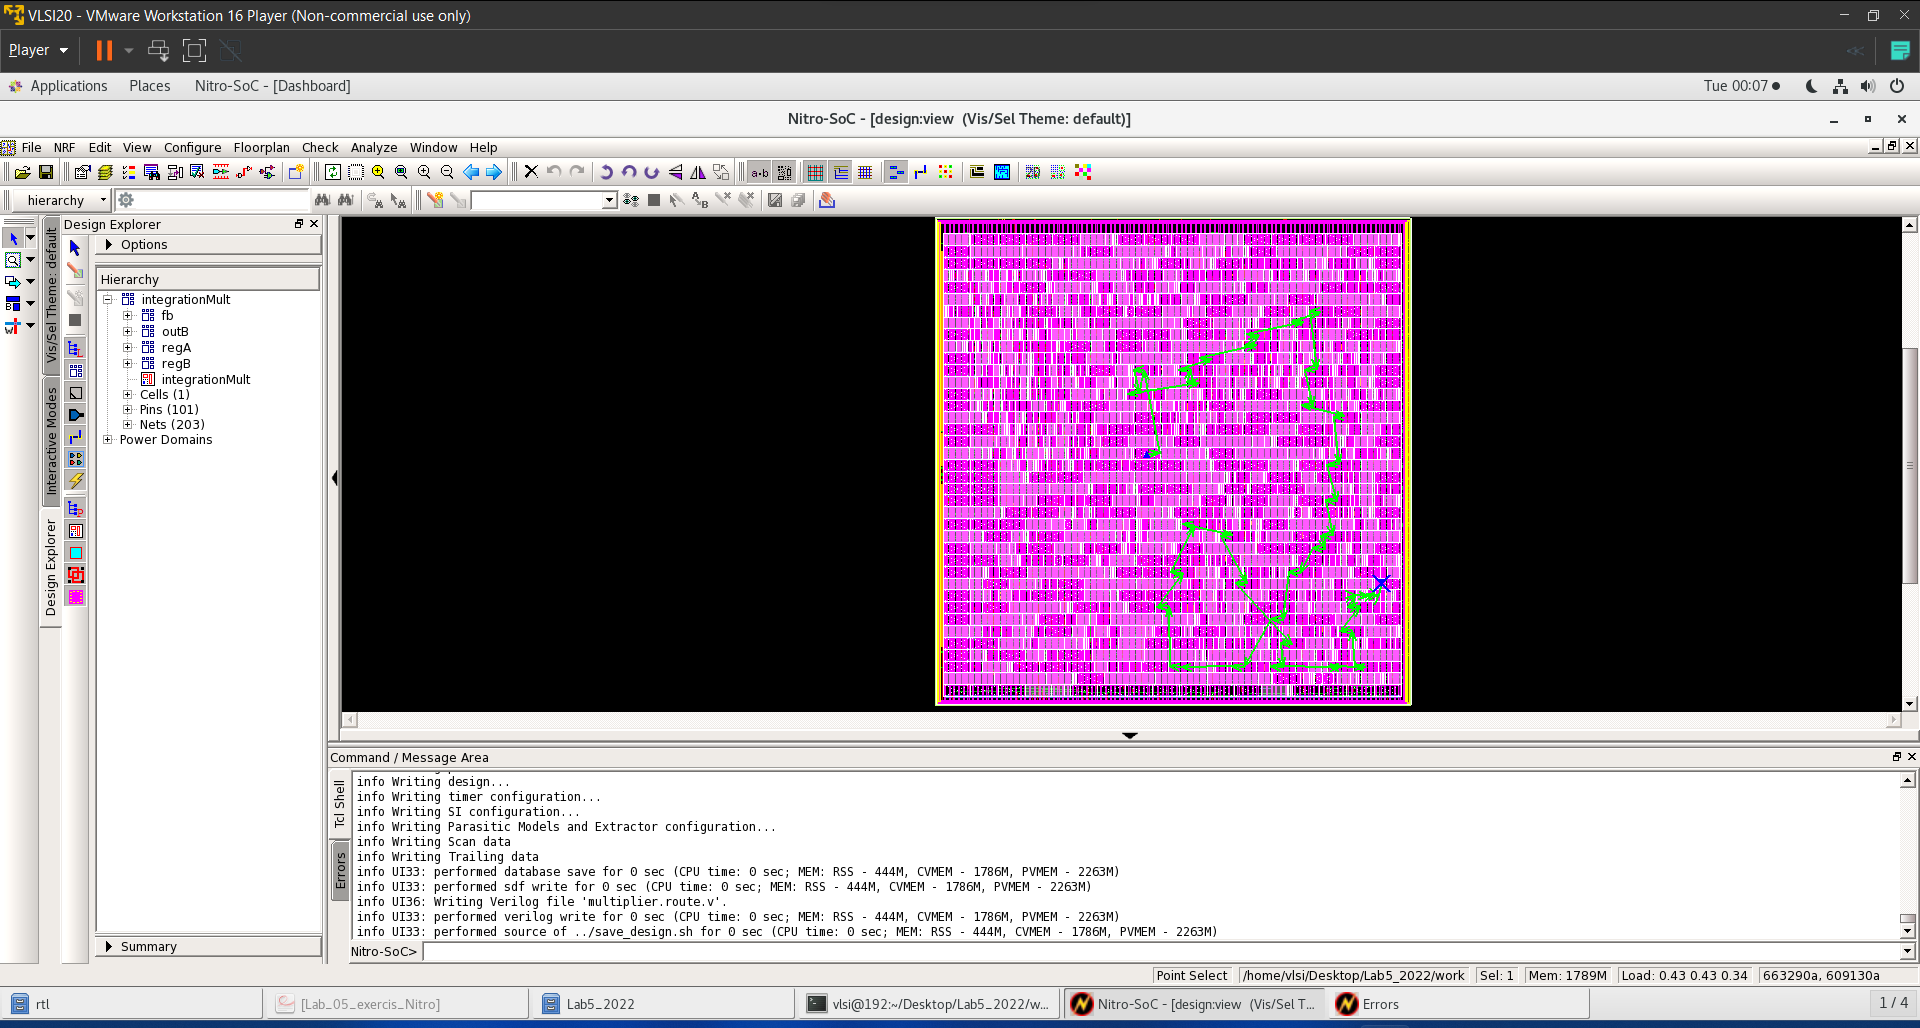 VLSI20 - VMware Workstation 16 Player (Non-commercial use only)
Player
Applications Places Nitro-SoC - [Dashboard] Tue 00:07
Nitro-SoC - [design:view (Vis/Sel Theme: default)]
File NRF Edit View Configure Floorplan Check Analyze Window Help
hierarchy
Design Explorer
Options
Hierarchy
integrationMult
fb
outB
regA
regB
integrationMult
Cells (1)
Pins (101)
Nets (203)
Power Domains
Summary
Vis/Sel Theme: default
Interactive Modes
Design Explorer
Command / Message Area
Tcl Shell
Errors
info Writing design...
info Writing timer configuration...
info Writing SI configuration...
info Writing Parasitic Models and Extractor configuration...
info Writing Scan data
info Writing Trailing data
info UI33: performed database save for 0 sec (CPU time: 0 sec; MEM: RSS - 444M, CVMEM - 1786M, PVMEM - 2263M)
info UI33: performed sdf write for 0 sec (CPU time: 0 sec; MEM: RSS - 444M, CVMEM - 1786M, PVMEM - 2263M)
info UI36: Writing Verilog file 'multiplier.route.v'.
info UI33: performed verilog write for 0 sec (CPU time: 0 sec; MEM: RSS - 444M, CVMEM - 1786M, PVMEM - 2263M)
info UI33: performed source of ../save_design.sh for 0 sec (CPU time: 0 sec; MEM: RSS - 444M, CVMEM - 1786M, PVMEM - 2263M)
Nitro-SoC>
Point Select /home/vlsi/Desktop/Lab5_2022/work Sel: 1 Mem: 1789M Load: 0.43 0.43 0.34 663290a, 609130a
rtl [Lab_05_exercis_Nitro] Lab5_2022 vlsi@192:~/Desktop/Lab5_2022/w... Nitro-SoC - [design:view (Vis/Sel T... Errors 1 / 4